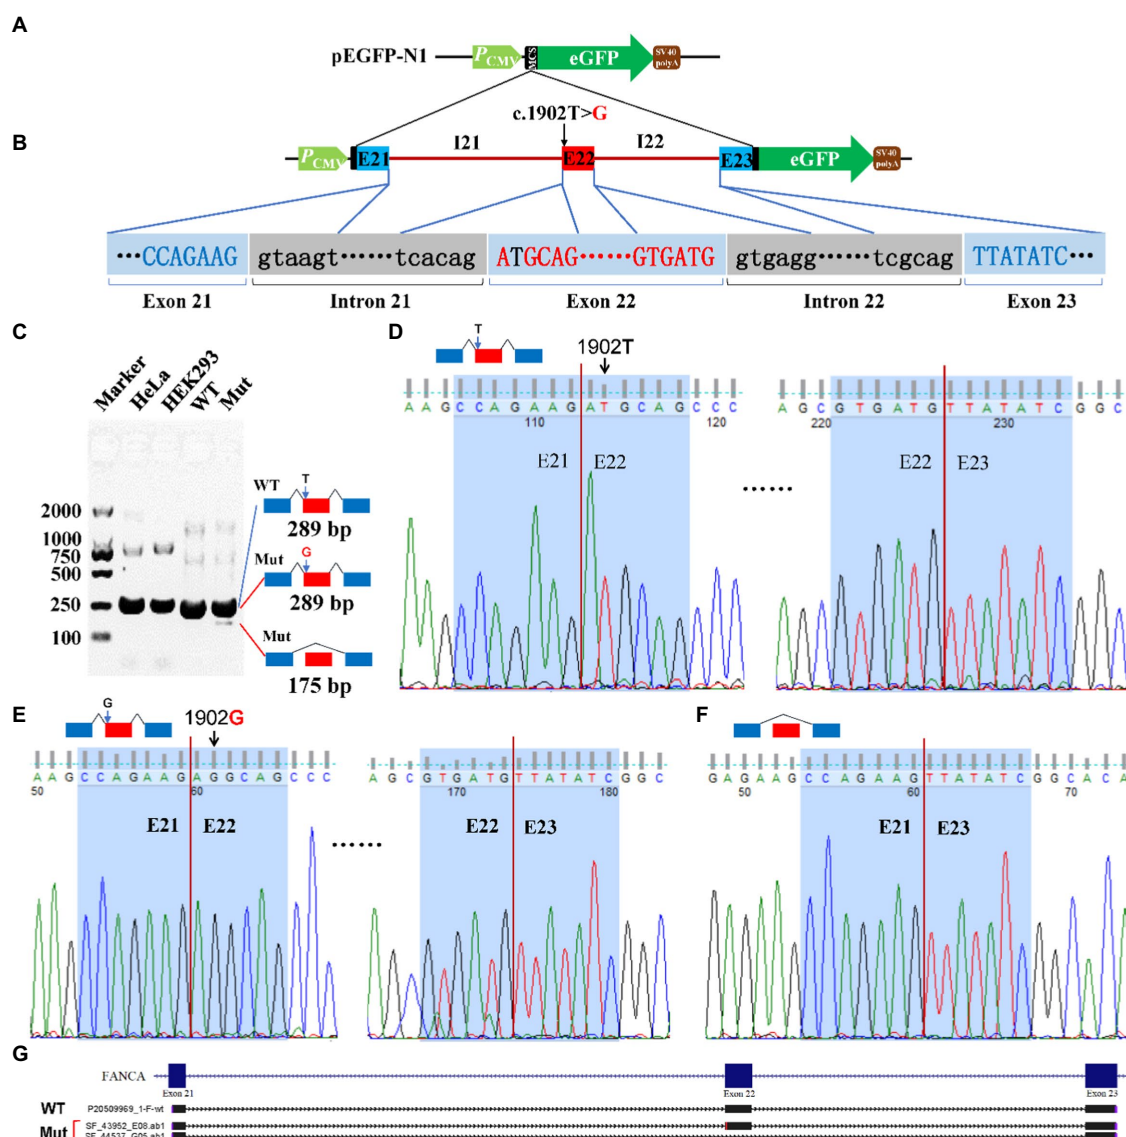 A
pEGFP-N1
P CMV
MCS
eGFP
SV40
polyA
c.1902T>G
B
I21
I22
P CMV
E21
E22
E23
eGFP
SV40
polyA
···CCAGAAG
gtaagt······tcacag
ATGCAG······GTGATG
gtgagg······tcgcag
TTATATC···
Exon 21
Intron 21
Exon 22
Intron 22
Exon 23
C
Marker
HeLa
HEK293
WT
Mut
2000
1000
750
500
250
100
WT
T
289 bp
Mut
G
289 bp
Mut
175 bp
D
T
1902T
A A G C C A G A A G A T G C A G C C C
110
120
E21
E22
······
A G C G T G A T G T T A T A T C G G C
220
230
E22
E23
E
G
1902G
A A G C C A G A A G A G G C A G C C C
50
60
E21
E22
······
A G C G T G A T G T T A T A T C G G C
170
180
E22
E23
F
G A G A A G C C A G A A G T T A T A T C G G C A C A
50
60
70
E21
E23
G
FANCA
Exon 21
Exon 22
Exon 23
WT
P20509969_1-F-wt
Mut
SF_43952_E08.ab1
SF_44537_G05.ab1